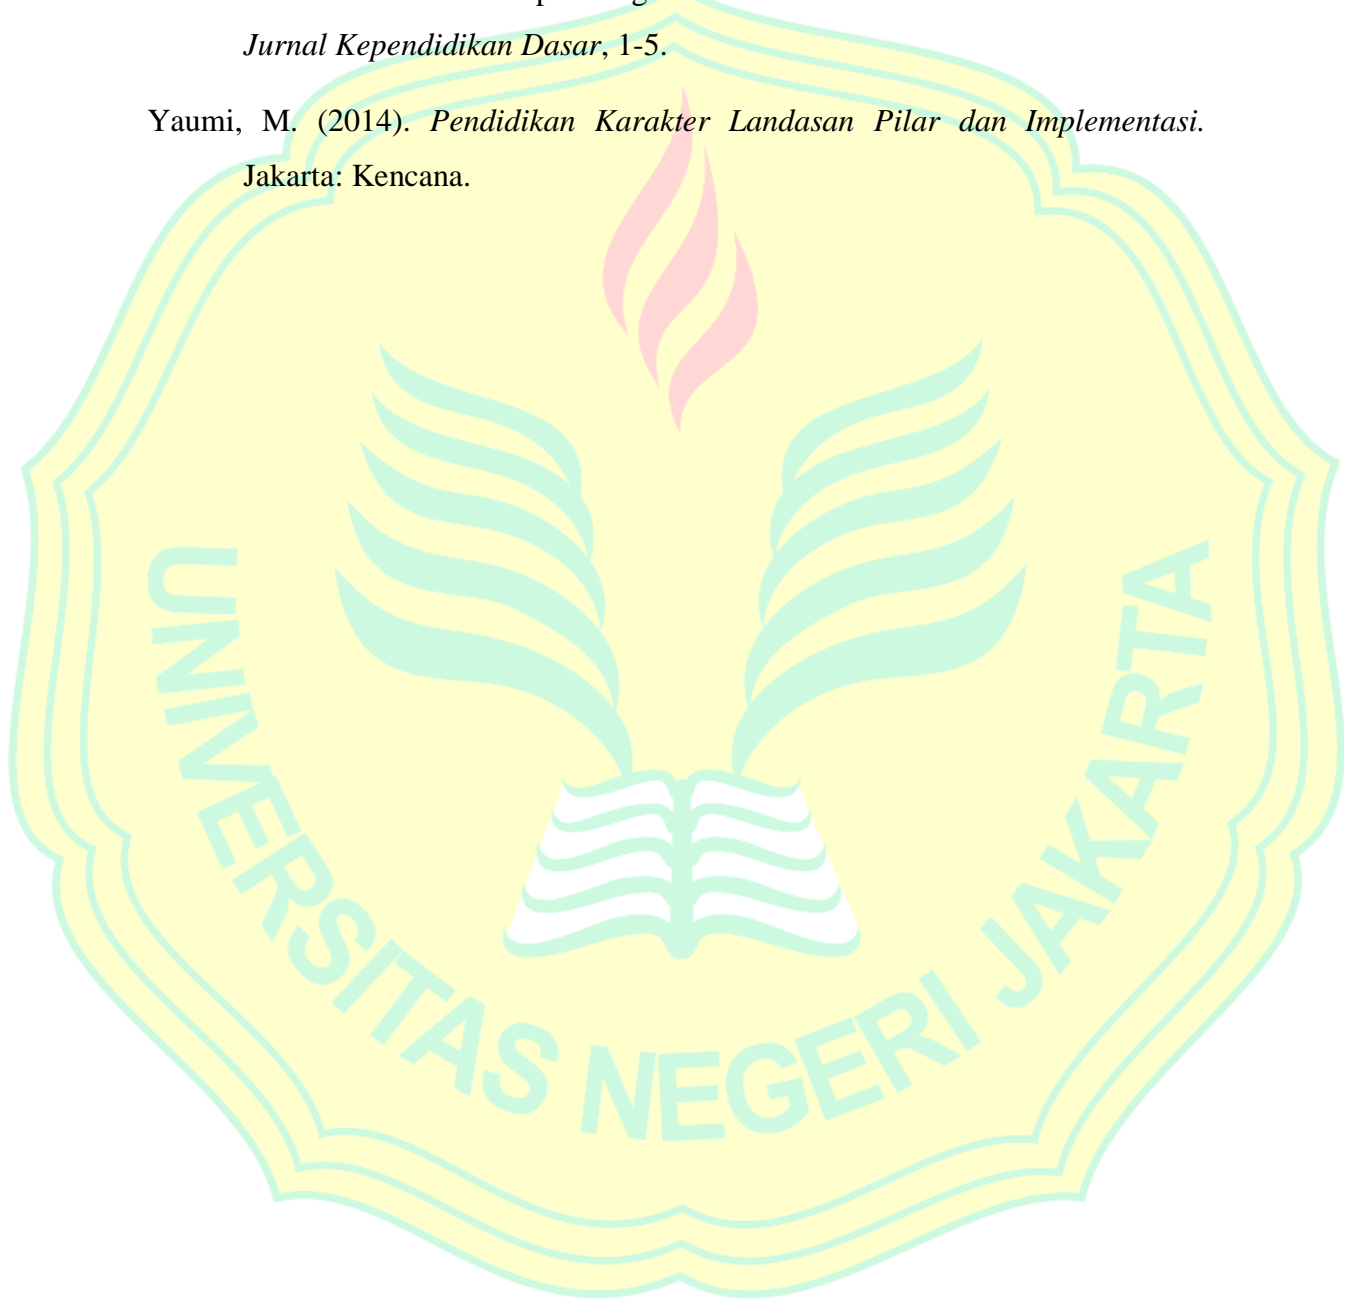 Jurnal Kependidikan Dasar, 1-5.
Yaumi, M. (2014). Pendidikan Karakter Landasan Pilar dan Implementasi.
Jakarta: Kencana.
UNIVERSITAS NEGERI JAKARTA